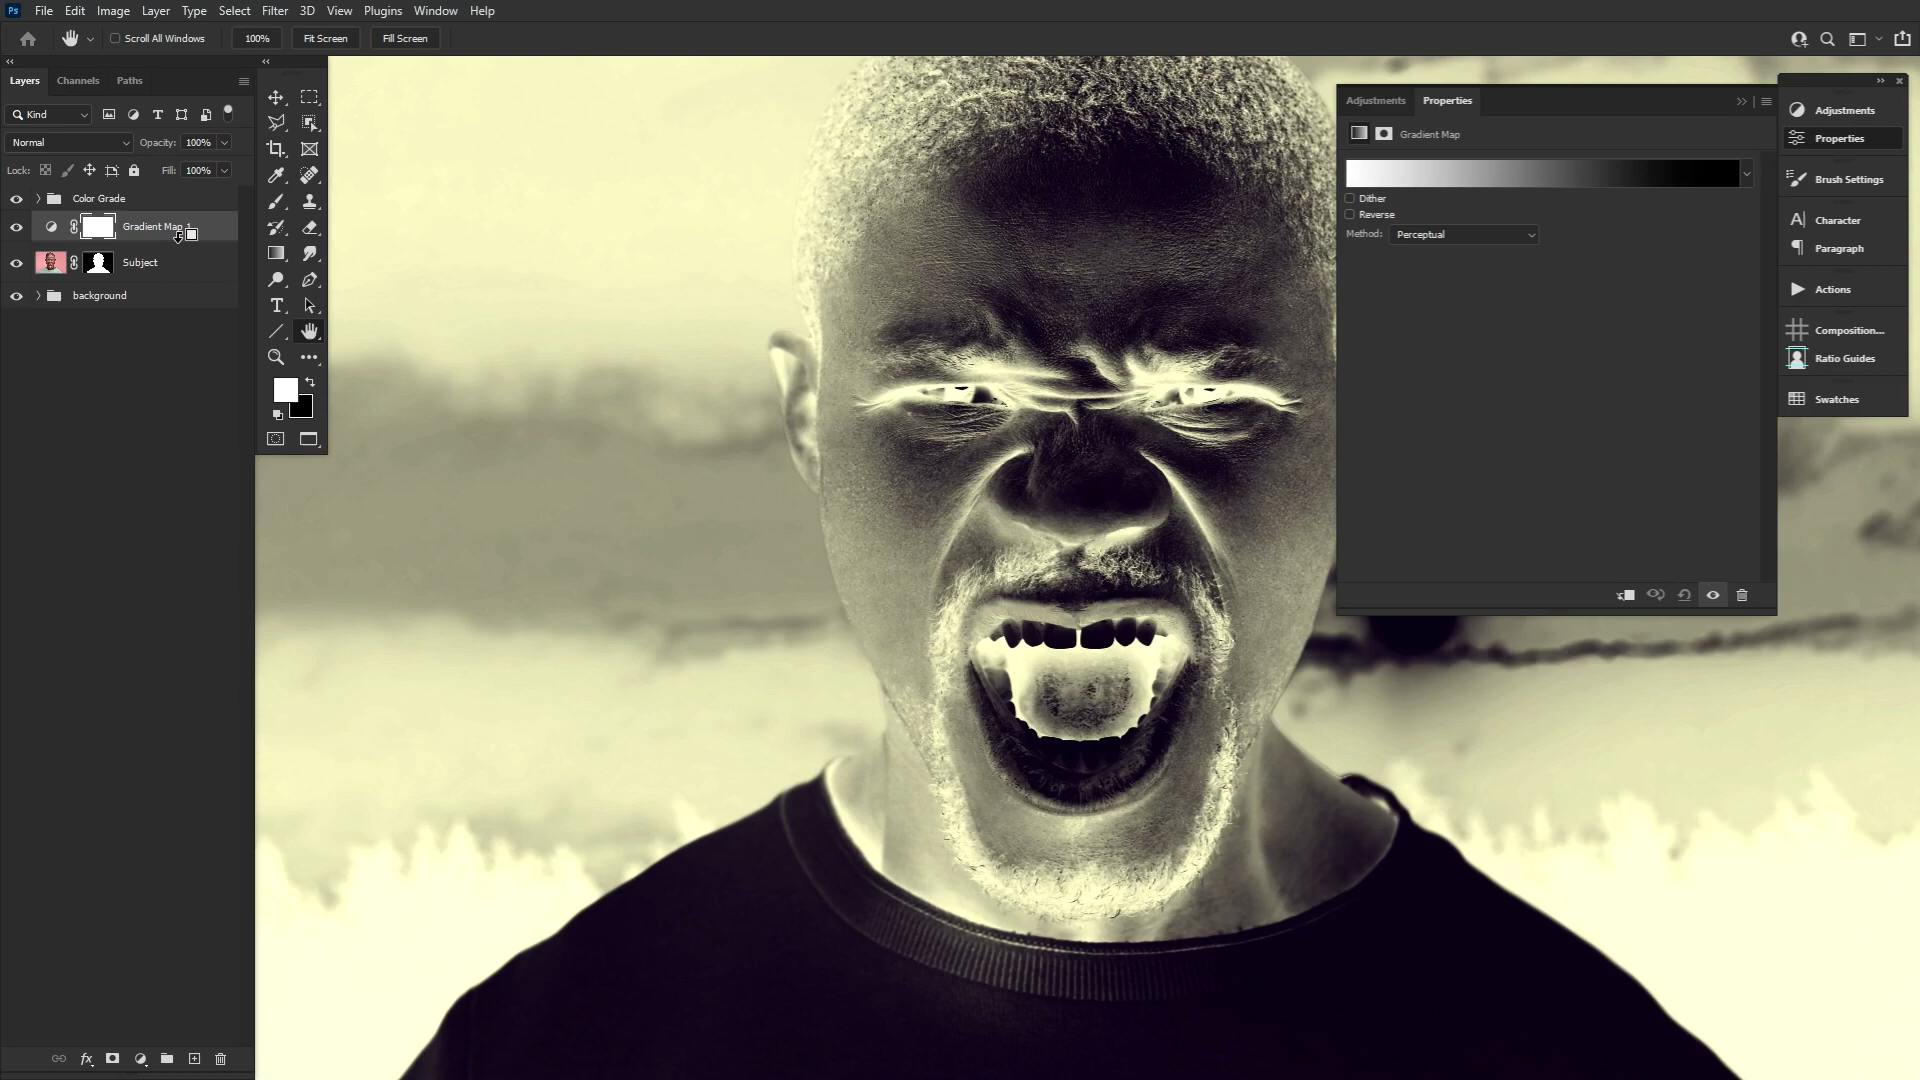 Ps File Edit Image Layer Type Select Filter 3D View Plugins Window Help
Scroll All Windows 100% Fit Screen Fill Screen
Layers Channels Paths
Kind
Normal Opacity: 100%
Lock: Fill: 100%
Color Grade
Gradient Map 1
Subject
background
Adjustments Properties
Gradient Map
Dither
Reverse
Method: Perceptual
Adjustments
Properties
Brush Settings
Character
Paragraph
Actions
Composition...
Ratio Guides
Swatches
fx